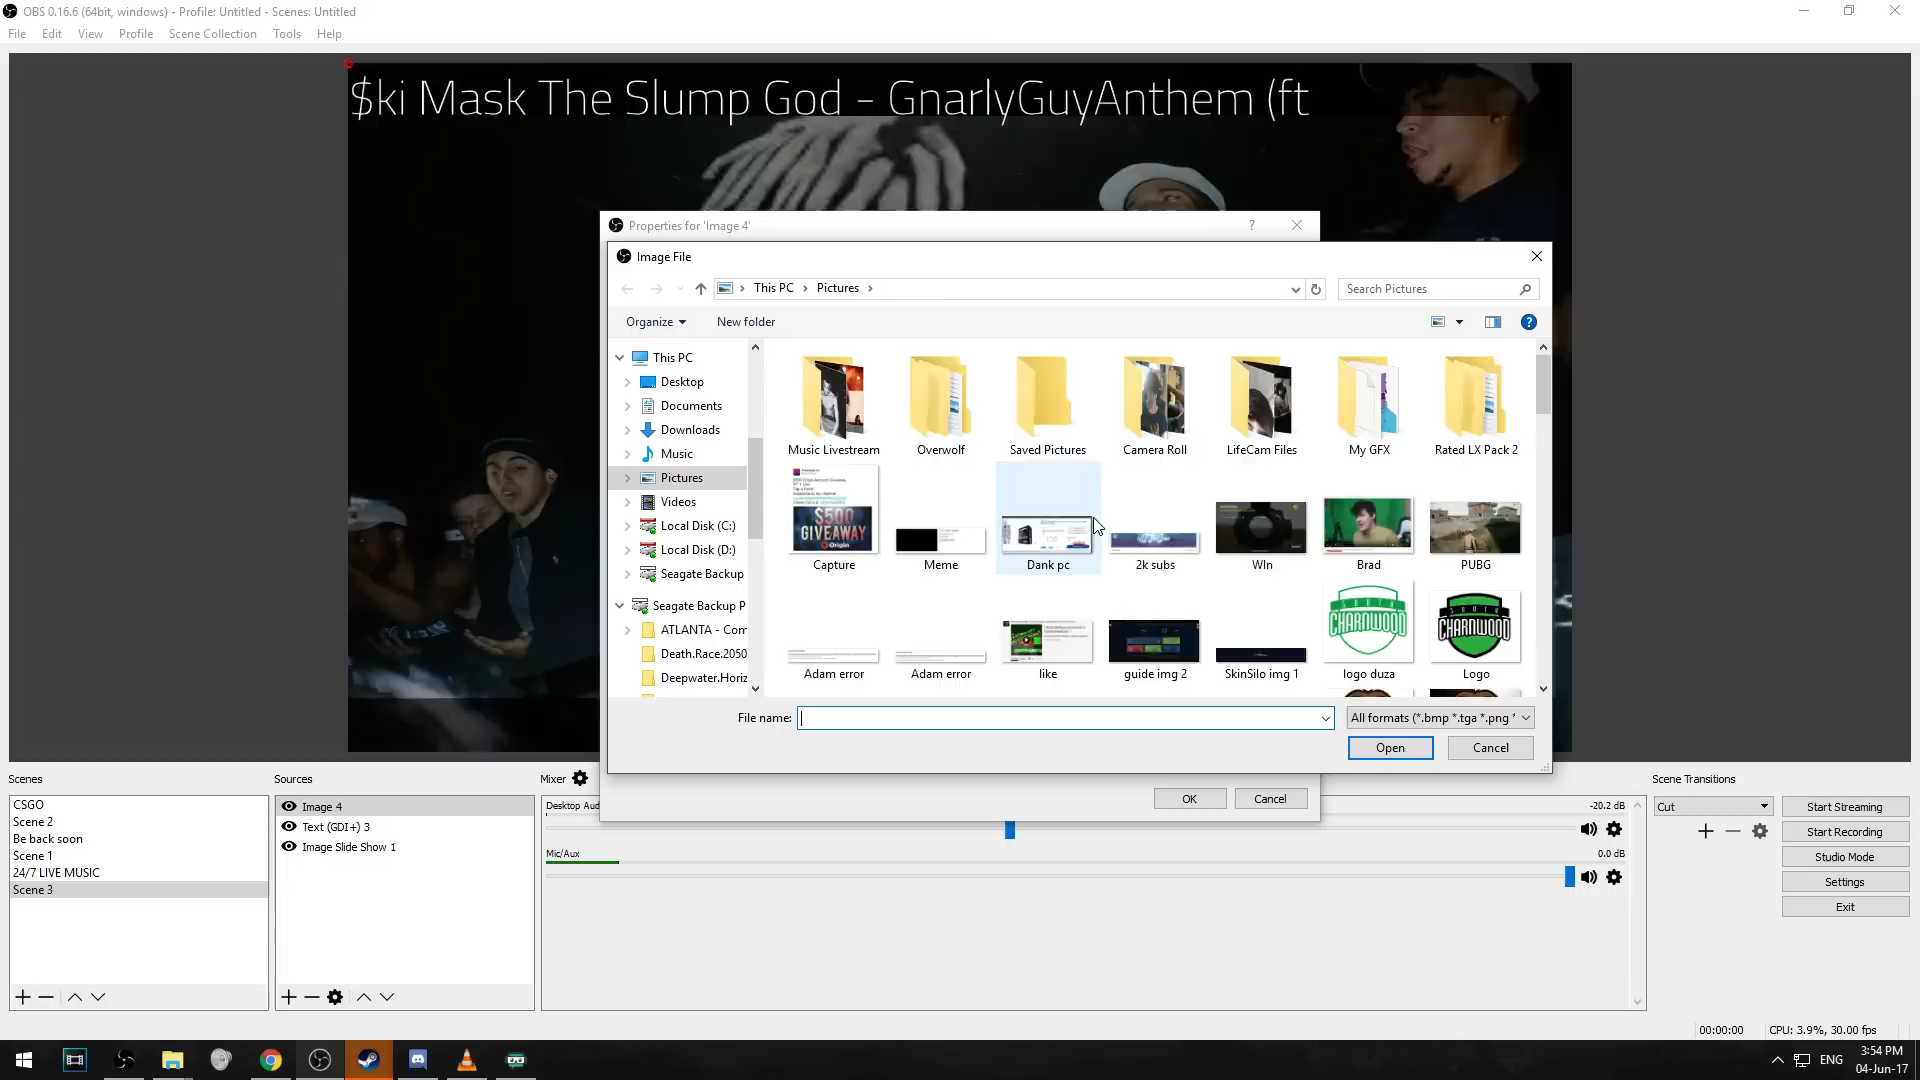 OBS 0.16.6 (64bit, windows) - Profile: Untitled - Scenes: Untitled
File Edit View Profile Scene Collection Tools Help
$ki Mask The Slump God - GnarlyGuyAnthem (ft
Properties for 'Image 4'
?
Image File
This PC
Pictures
Search Pictures
Organize
New folder
This PC
Desktop
Documents
Downloads
Music
Pictures
Videos
Local Disk (C:)
Local Disk (D:)
Seagate Backup
Seagate Backup P
ATLANTA - Com
Death.Race.2050
Deepwater.Horiz
Music Livestream Overwolf Saved Pictures Camera Roll LifeCam Files My GFX Rated LX Pack 2
$500
GIVEAWAY
Origin
Capture Meme Dank pc 2k subs WIn Brad PUBG
SOUTH
CHARNWOOD
SOUTH
CHARNWOOD
Adam error Adam error like guide img 2 SkinSilo img 1 logo duza Logo
File name:
All formats (*.bmp *.tga *.png *
Open
Cancel
OK
Cancel
Scenes
CSGO
Scene 2
Be back soon
Scene 1
24/7 LIVE MUSIC
Scene 3
Sources
Image 4
Text (GDI+) 3
Image Slide Show 1
Mixer
Desktop Aud
-20.2 dB
Mic/Aux
0.0 dB
Scene Transitions
Cut
Start Streaming
Start Recording
Studio Mode
Settings
Exit
00:00:00
CPU: 3.9%, 30.00 fps
ENG
3:54 PM
04-Jun-17